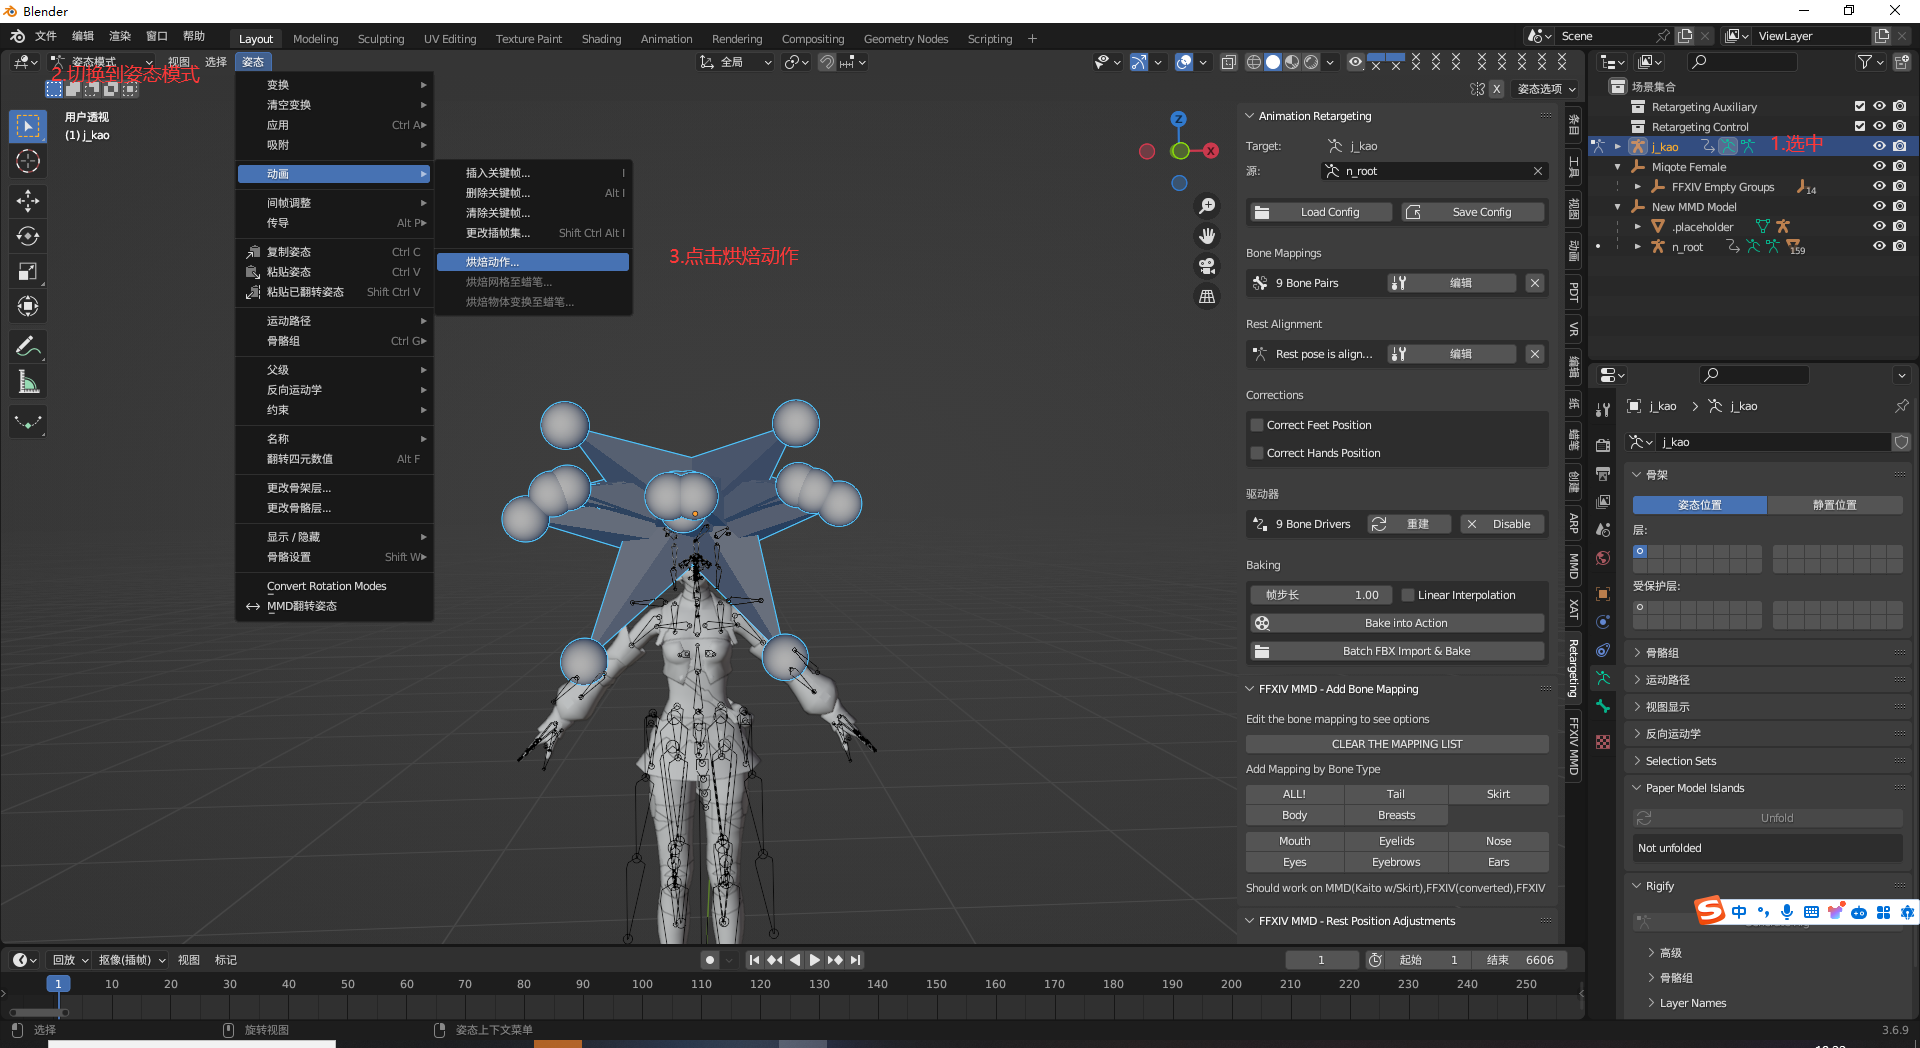 Blender
文件 编辑 渲染 窗口 帮助 Layout Modeling Sculpting UV Editing Texture Paint Shading Animation Rendering Compositing Geometry Nodes Scripting + Scene ViewLayer
姿态模式 视图 选择 姿态 全局
2.切换到姿态模式
X 姿态选项
用户透视
(1) j_kao
变换
清空变换
应用 Ctrl A
吸附
动画
间帧调整
传导 Alt P
复制姿态 Ctrl C
粘贴姿态 Ctrl V
粘贴已翻转姿态 Shift Ctrl V
运动路径
骨骼组 Ctrl G
父级
反向运动学
约束
名称
翻转四元数值 Alt F
更改骨架层...
更改骨骼层...
显示 / 隐藏
骨骼设置 Shift W
Convert Rotation Modes
MMD翻转姿态
插入关键帧... I
删除关键帧... Alt I
清除关键帧...
更改插帧集... Shift Ctrl Alt I
烘焙动作...
烘焙网格至蜡笔...
烘焙物体变换至蜡笔...
3.点击烘焙动作
Z
X
Animation Retargeting
Target: j_kao
源: n_root
Load Config Save Config
Bone Mappings
9 Bone Pairs 编辑
Rest Alignment
Rest pose is align... 编辑
Corrections
Correct Feet Position
Correct Hands Position
驱动器
9 Bone Drivers 重建 Disable
Baking
帧步长 1.00 Linear Interpolation
Bake into Action
Batch FBX Import & Bake
FFXIV MMD - Add Bone Mapping
Edit the bone mapping to see options
CLEAR THE MAPPING LIST
Add Mapping by Bone Type
ALL! Tail Skirt
Body Breasts
Mouth Eyelids Nose
Eyes Eyebrows Ears
Should work on MMD(Kaito w/Skirt),FFXIV(converted),FFXIV
FFXIV MMD - Rest Position Adjustments
条目
工具
视图
动画
PDT
VR
编辑
纸
蜡笔
创建
ARP
MMD
XAT
Retargeting
FFXIV MMD
场景集合
Retargeting Auxiliary
Retargeting Control
j_kao
1.选中
Miqote Female
FFXIV Empty Groups 14
New MMD Model
.placeholder
n_root 159
j_kao > j_kao
j_kao
骨架
姿态位置 静置位置
层:
受保护层:
骨骼组
运动路径
视图显示
反向运动学
Selection Sets
Paper Model Islands
Unfold
Not unfolded
Rigify
中
高级
骨骼组
Layer Names
回放 抠像(插帧) 视图 标记 1 起始 1 结束 6606
1 10 20 30 40 50 60 70 80 90 100 110 120 130 140 150 160 170 180 190 200 210 220 230 240 250
选择 旋转视图 姿态上下文菜单 3.6.9